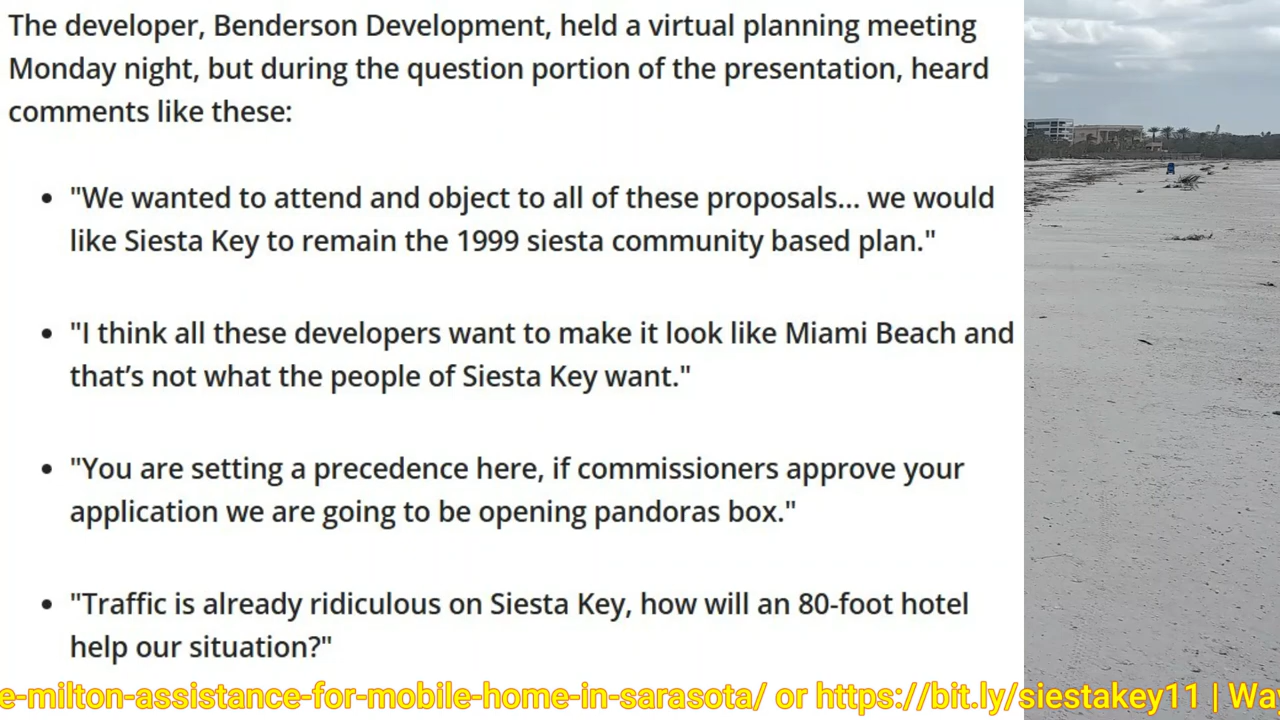 The developer, Benderson Development, held a virtual planning meeting
Monday night, but during the question portion of the presentation, heard
comments like these:
• "We wanted to attend and object to all of these proposals... we would
like Siesta Key to remain the 1999 siesta community based plan."
• "I think all these developers want to make it look like Miami Beach and
that's not what the people of Siesta Key want."
• "You are setting a precedence here, if commissioners approve your
application we are going to be opening pandoras box."
• "Traffic is already ridiculous on Siesta Key, how will an 80-foot hotel
help our situation?"
e-milton-assistance-for-mobile-home-in-sarasota/ or https://bit.ly/siestakey11 | Way